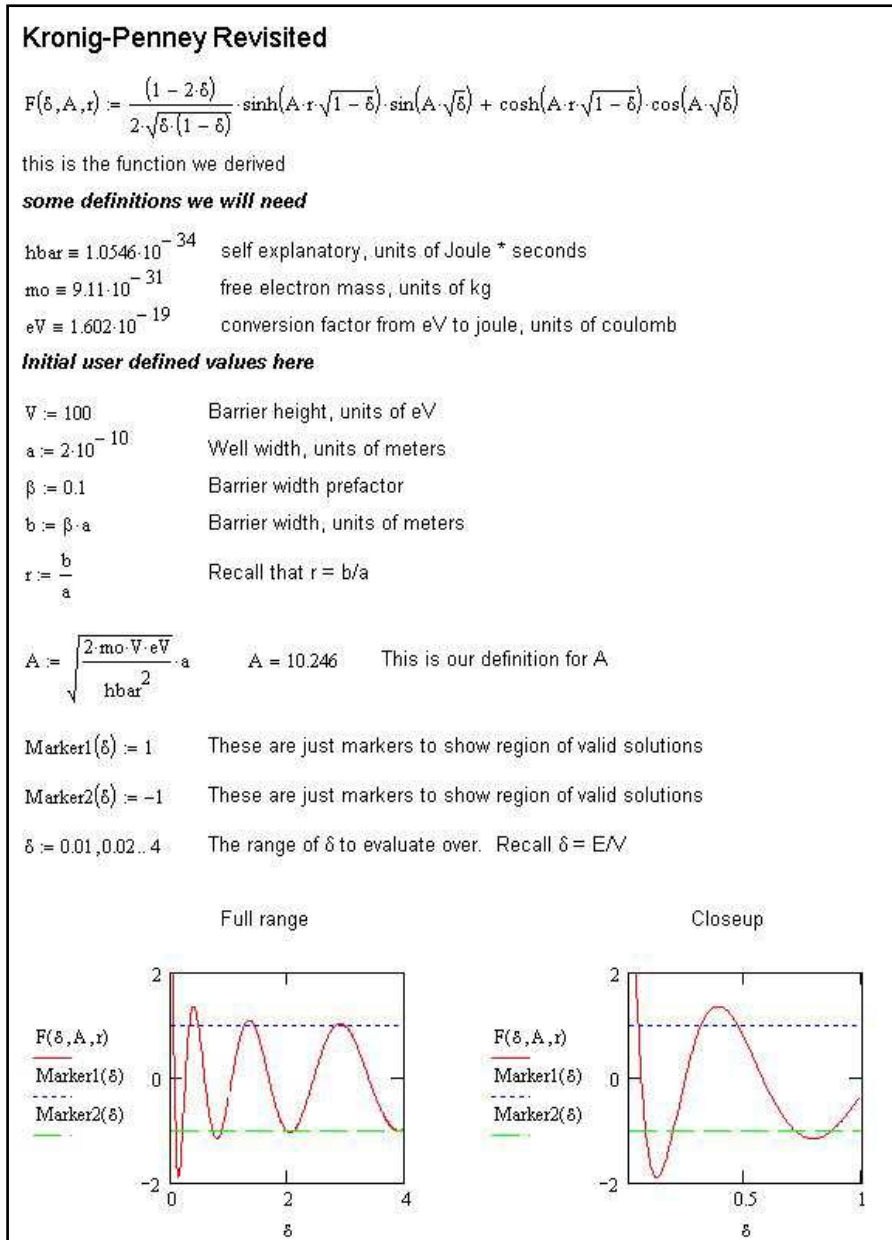 Kronig-Penney Revisited
F(δ,A,r) := (1 − 2·δ) / (2·√(δ·(1 − δ))) · sinh(A·r·√(1 − δ))·sin(A·√δ) + cosh(A·r·√(1 − δ))·cos(A·√δ)
this is the function we derived
some definitions we will need
hbar ≡ 1.0546·10^−34 self explanatory, units of Joule * seconds
mo ≡ 9.11·10^−31 free electron mass, units of kg
eV ≡ 1.602·10^−19 conversion factor from eV to joule, units of coulomb
Initial user defined values here
V := 100 Barrier height, units of eV
a := 2·10^−10 Well width, units of meters
β := 0.1 Barrier width prefactor
b := β·a Barrier width, units of meters
r := b/a Recall that r = b/a
A := √(2·mo·V·eV / hbar^2)·a A = 10.246 This is our definition for A
Marker1(δ) := 1 These are just markers to show region of valid solutions
Marker2(δ) := −1 These are just markers to show region of valid solutions
δ := 0.01,0.02.. 4 The range of δ to evaluate over. Recall δ = E/V
Full range
2
F(δ,A,r)
Marker1(δ)
0
Marker2(δ)
−2
0 2 4
δ
Closeup
2
F(δ,A,r)
Marker1(δ)
0
Marker2(δ)
−2
0.5 1
δ